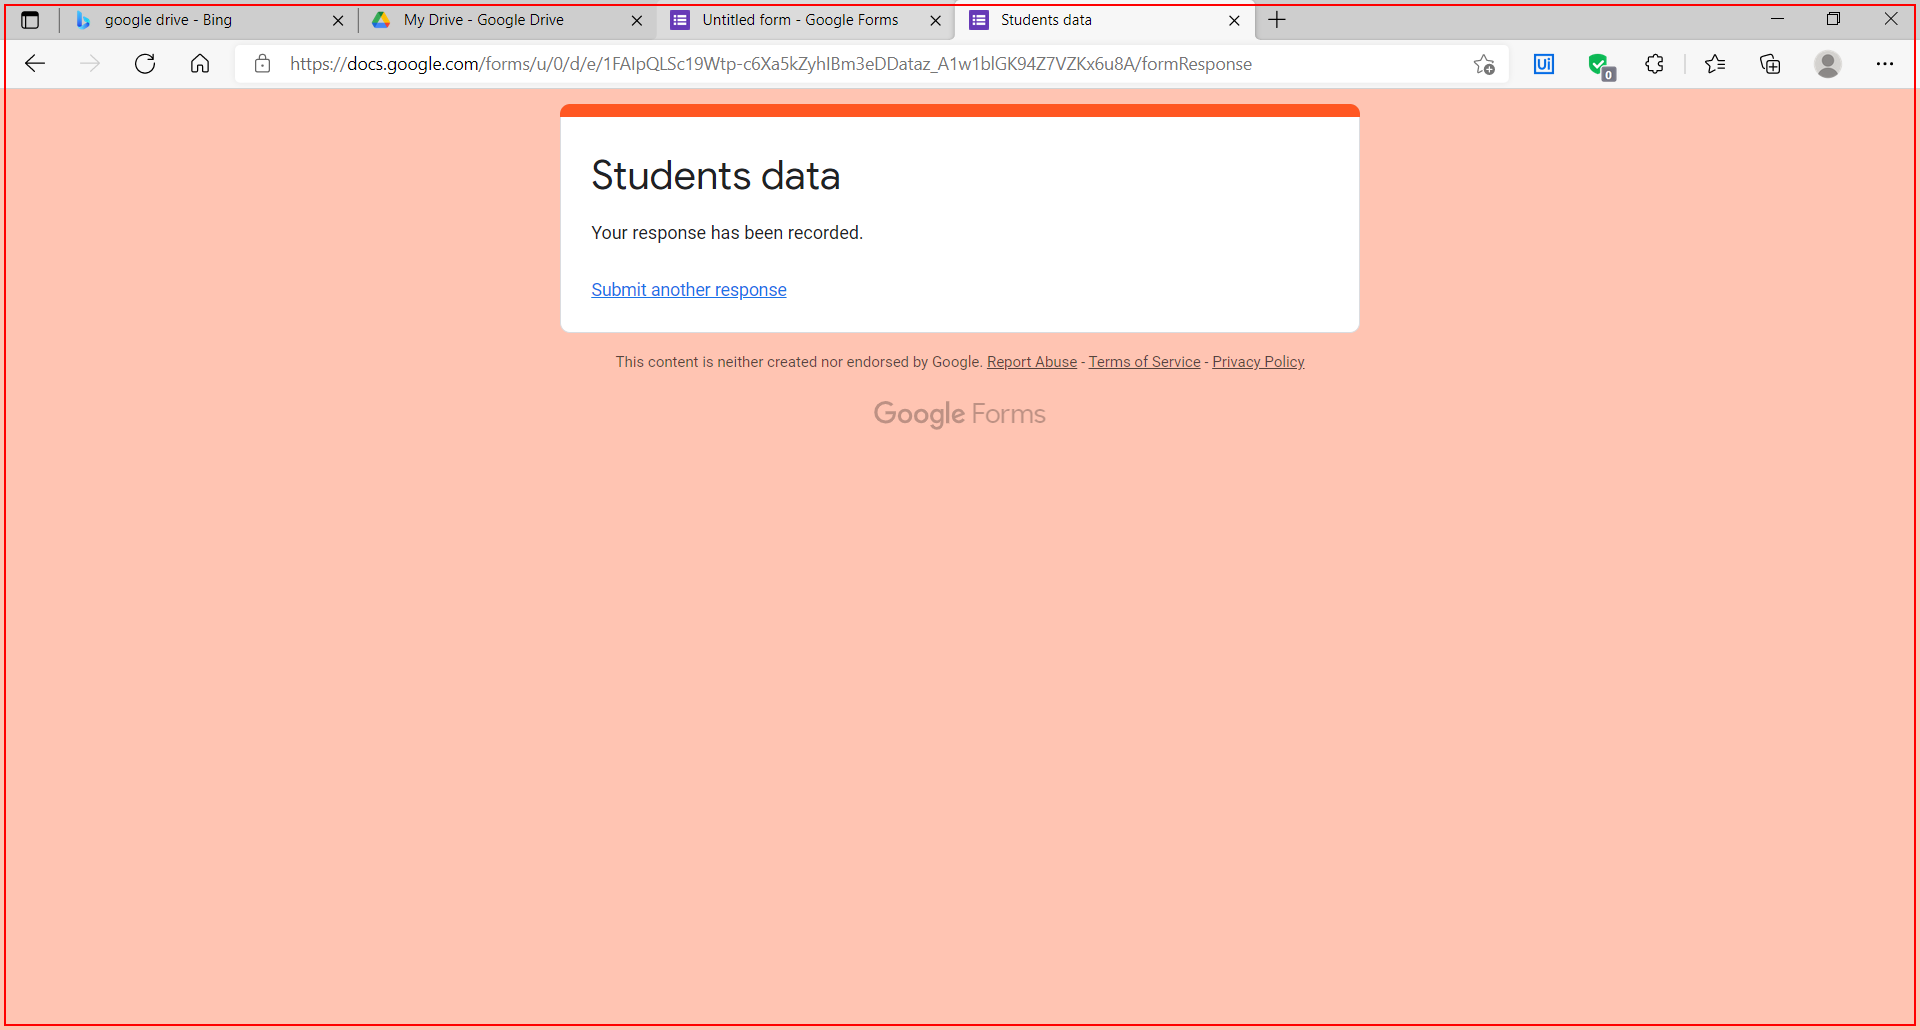 google drive - Bing
My Drive - Google Drive
Untitled form - Google Forms
Students data
https://docs.google.com/forms/u/0/d/e/1FAIpQLSc19Wtp-c6Xa5kZyhIBm3eDDataz_A1w1blGK94Z7VZKx6u8A/formResponse
Ui
0
Students data
Your response has been recorded.
Submit another response
This content is neither created nor endorsed by Google. Report Abuse - Terms of Service - Privacy Policy
Google Forms